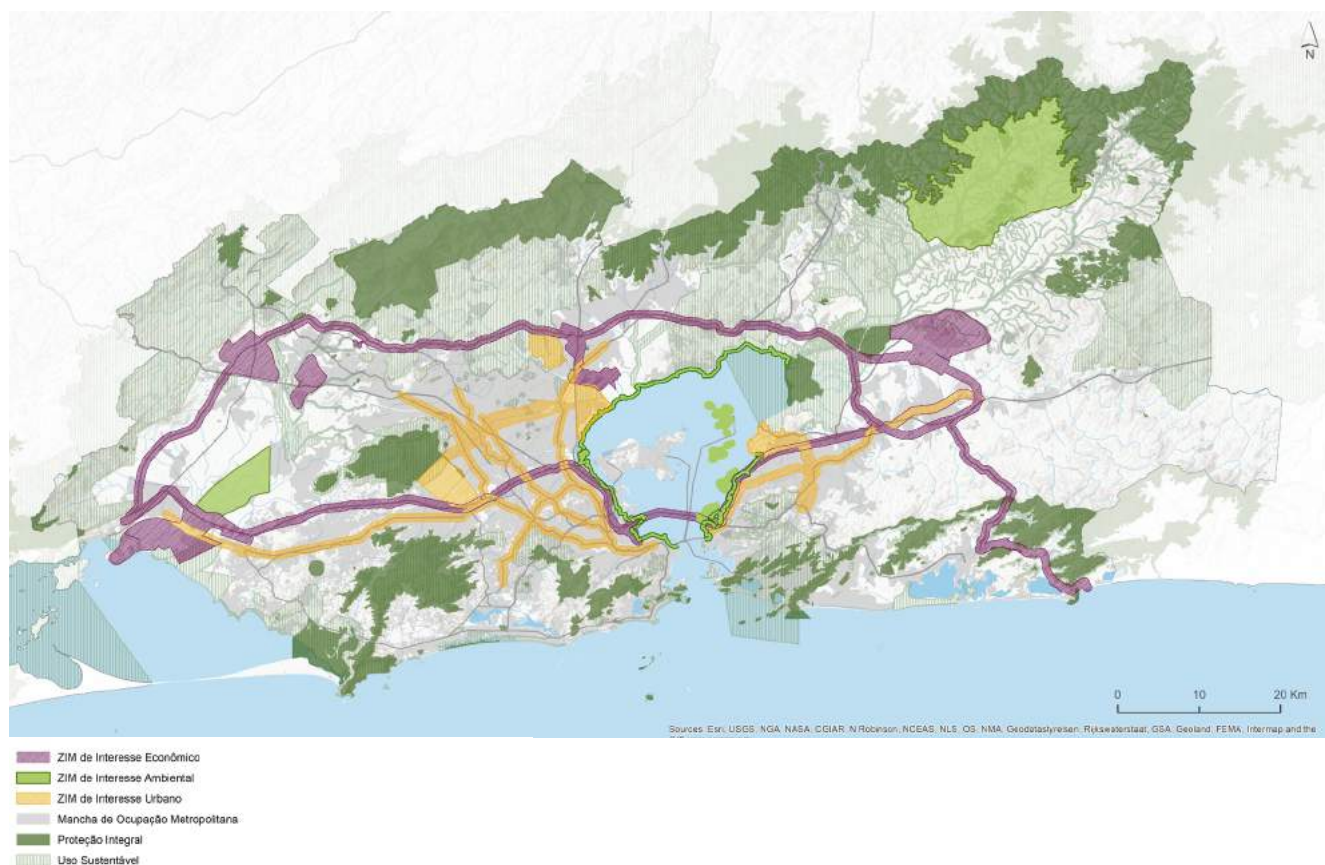 N
0 10 20 Km
Sources: Esri, USGS, NGA, NASA, CGIAR, N Robinson, NCEAS, NLS, OS, NMA, Geodatastyrelsen, Rijkswaterstaat, GSA, Geoland, FEMA, Intermap and the
ZIM de Interesse Econômico
ZIM de Interesse Ambiental
ZIM de Interesse Urbano
Mancha de Ocupação Metropolitana
Proteção Integral
Uso Sustentável